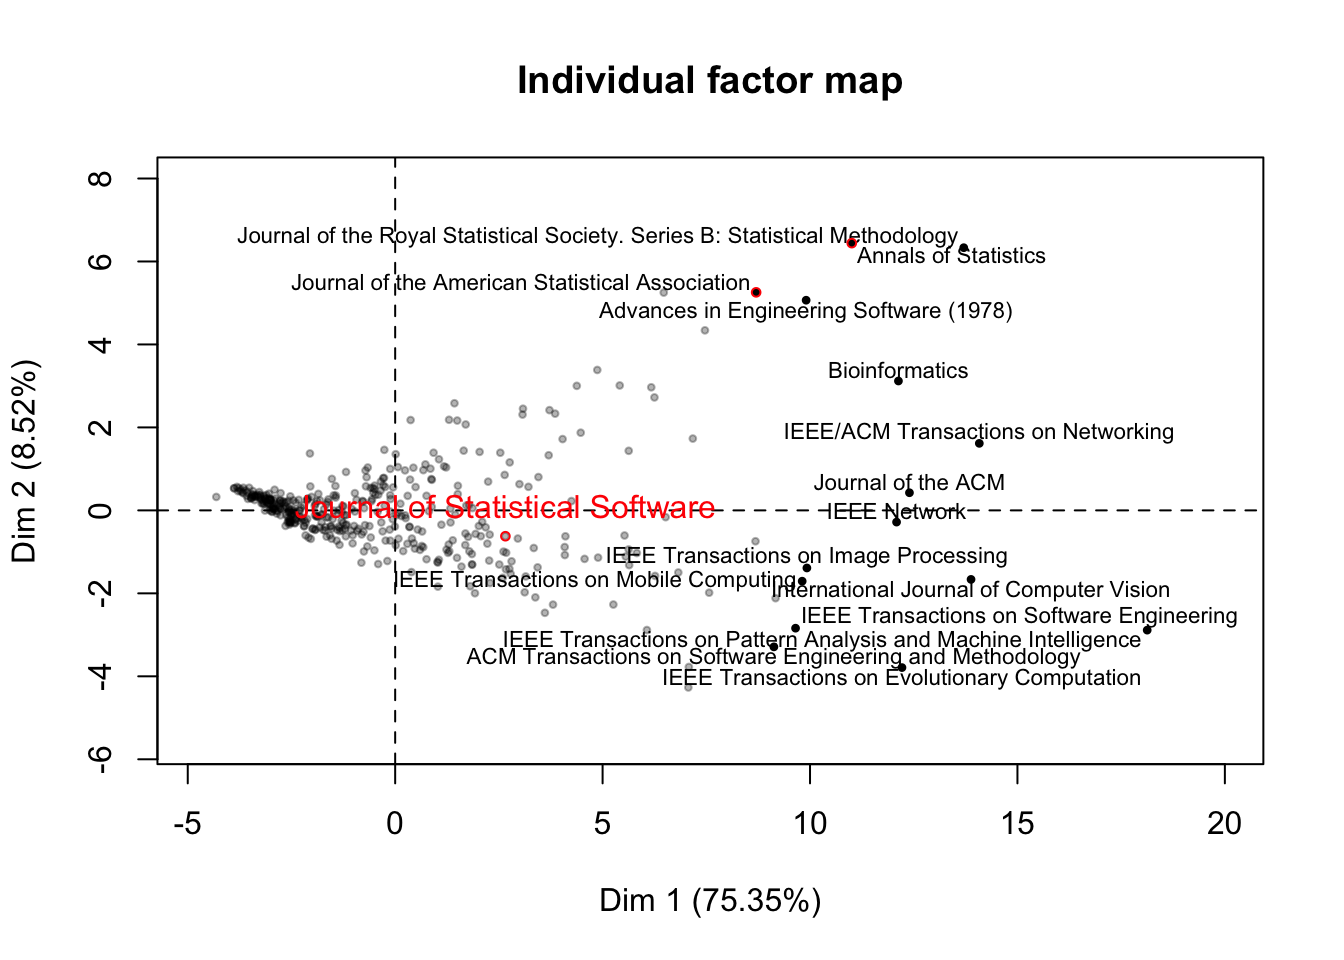 Individual factor map
8
6
4
2
0
-2
-4
-6
Dim 2 (8.52%)
Journal of the Royal Statistical Society. Series B: Statistical Methodology
Annals of Statistics
Journal of the American Statistical Association
Advances in Engineering Software (1978)
Bioinformatics
IEEE/ACM Transactions on Networking
Journal of the ACM
Journal of Statistical Software
IEEE Network
IEEE Transactions on Image Processing
IEEE Transactions on Mobile Computing
International Journal of Computer Vision
IEEE Transactions on Software Engineering
IEEE Transactions on Pattern Analysis and Machine Intelligence
ACM Transactions on Software Engineering and Methodology
IEEE Transactions on Evolutionary Computation
-5 0 5 10 15 20
Dim 1 (75.35%)